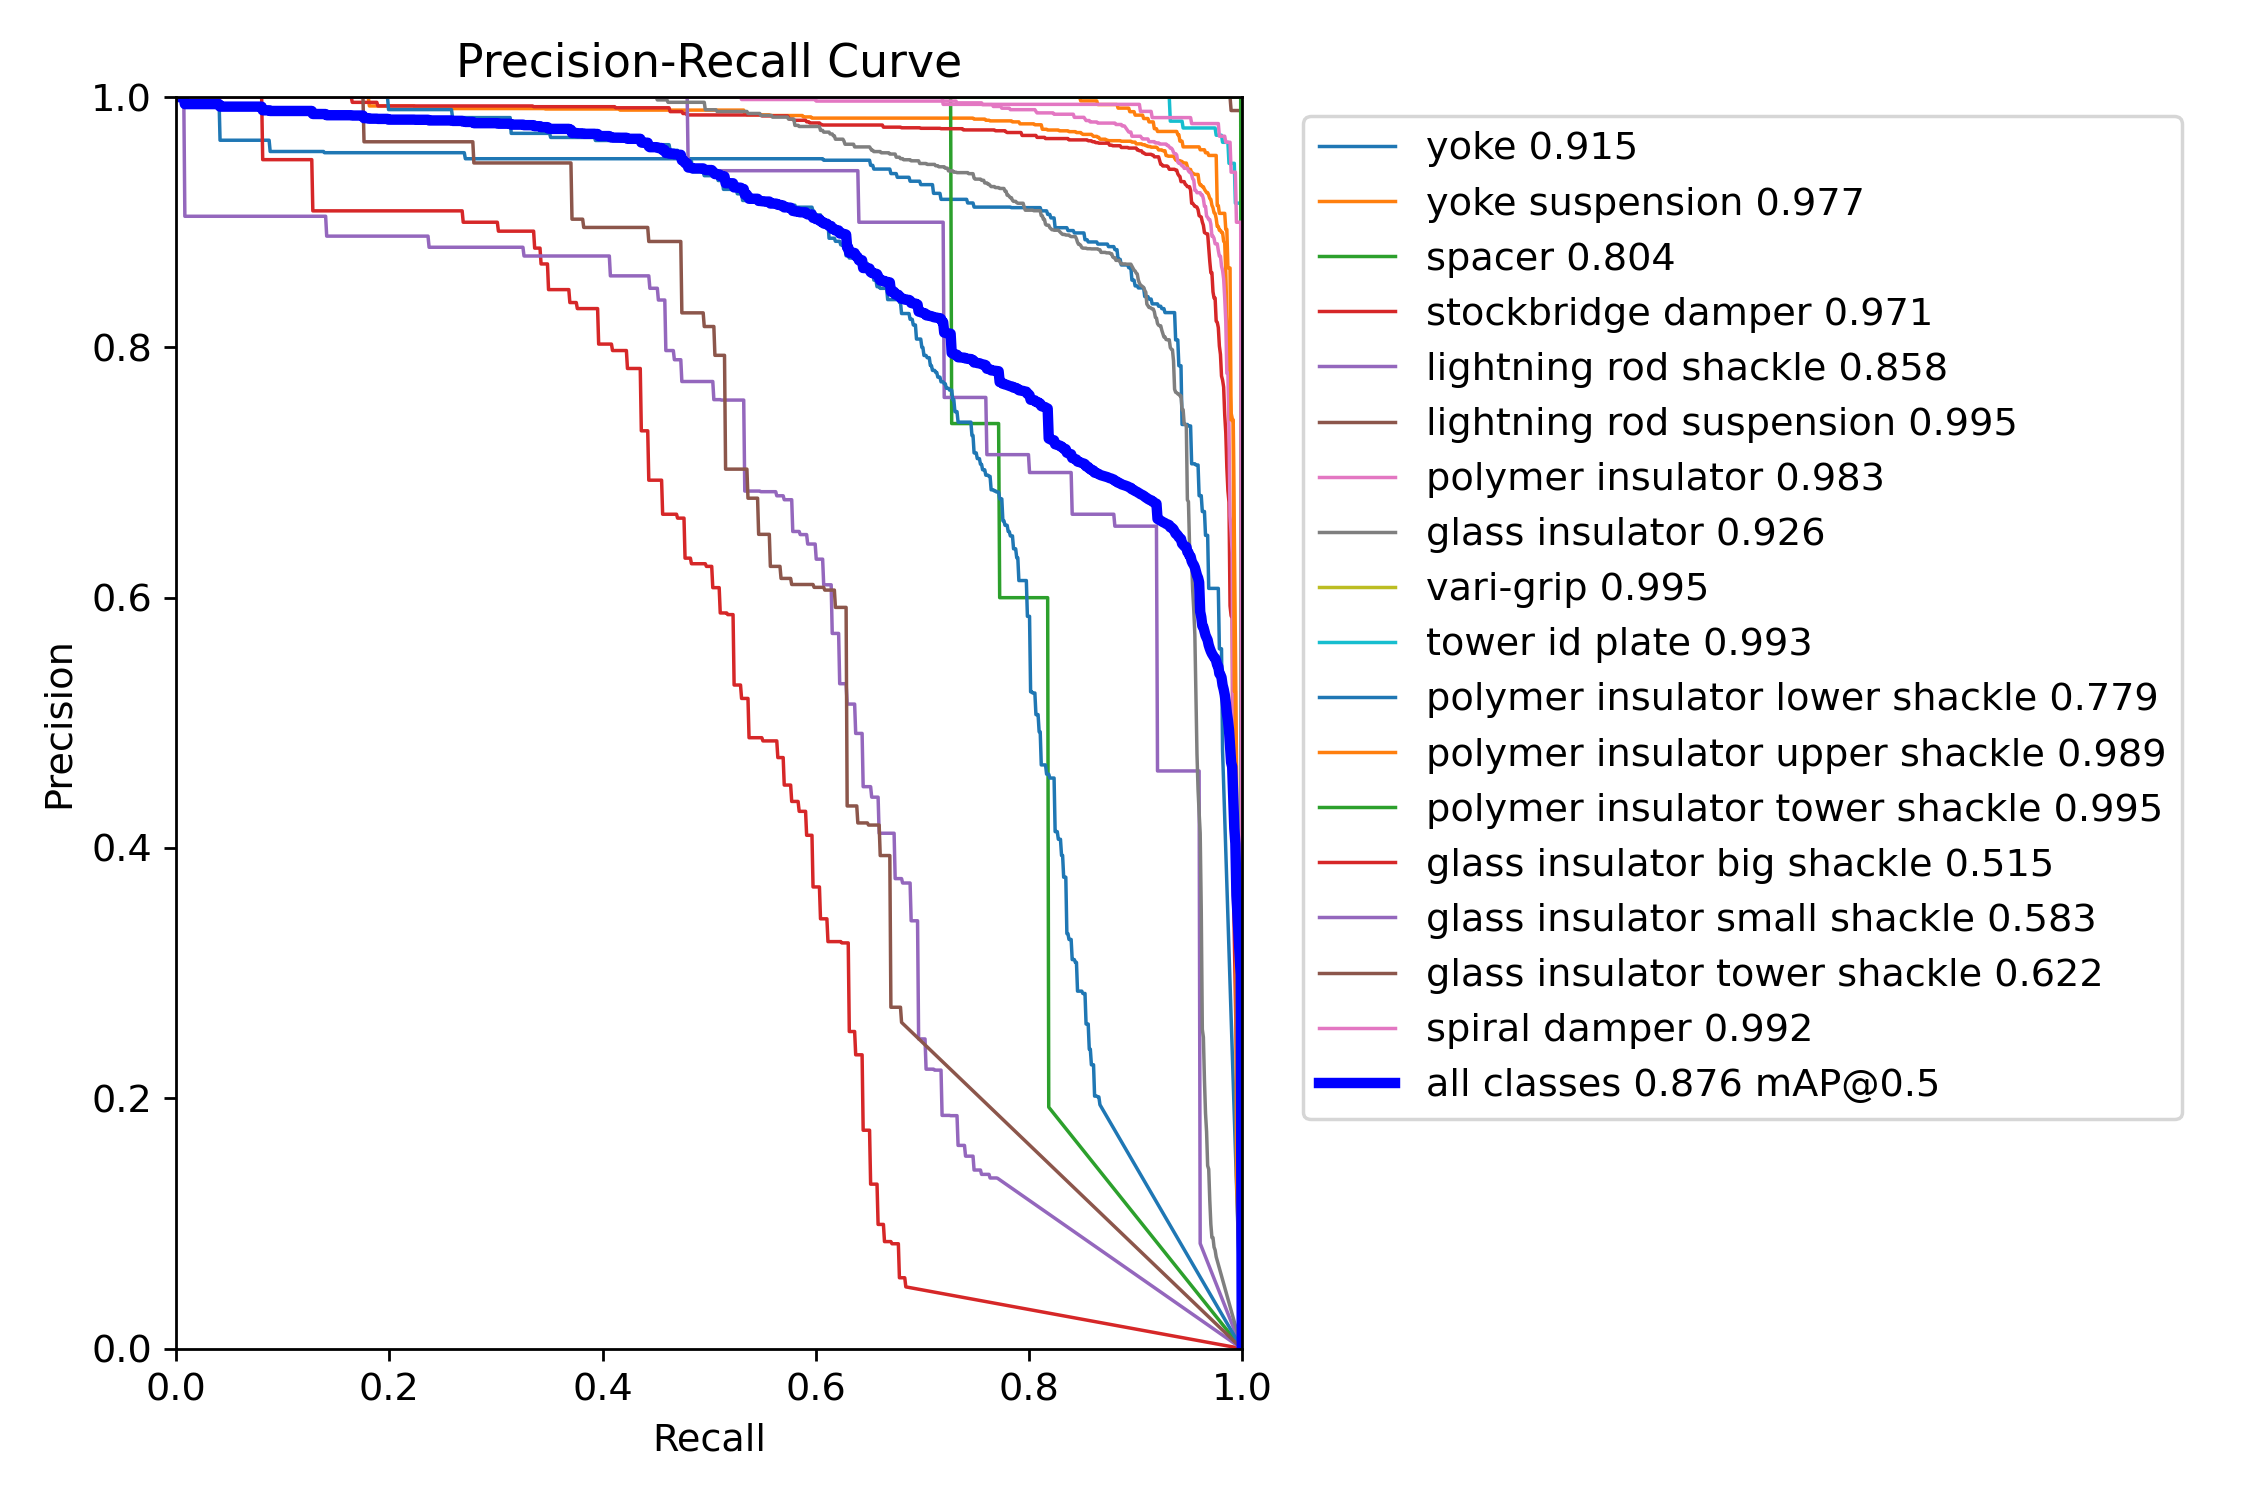 Precision-Recall Curve
1.0
0.8
0.6
0.4
0.2
0.0
Precision
0.0 0.2 0.4 0.6 0.8 1.0
Recall
yoke 0.915
yoke suspension 0.977
spacer 0.804
stockbridge damper 0.971
lightning rod shackle 0.858
lightning rod suspension 0.995
polymer insulator 0.983
glass insulator 0.926
vari-grip 0.995
tower id plate 0.993
polymer insulator lower shackle 0.779
polymer insulator upper shackle 0.989
polymer insulator tower shackle 0.995
glass insulator big shackle 0.515
glass insulator small shackle 0.583
glass insulator tower shackle 0.622
spiral damper 0.992
all classes 0.876 mAP@0.5